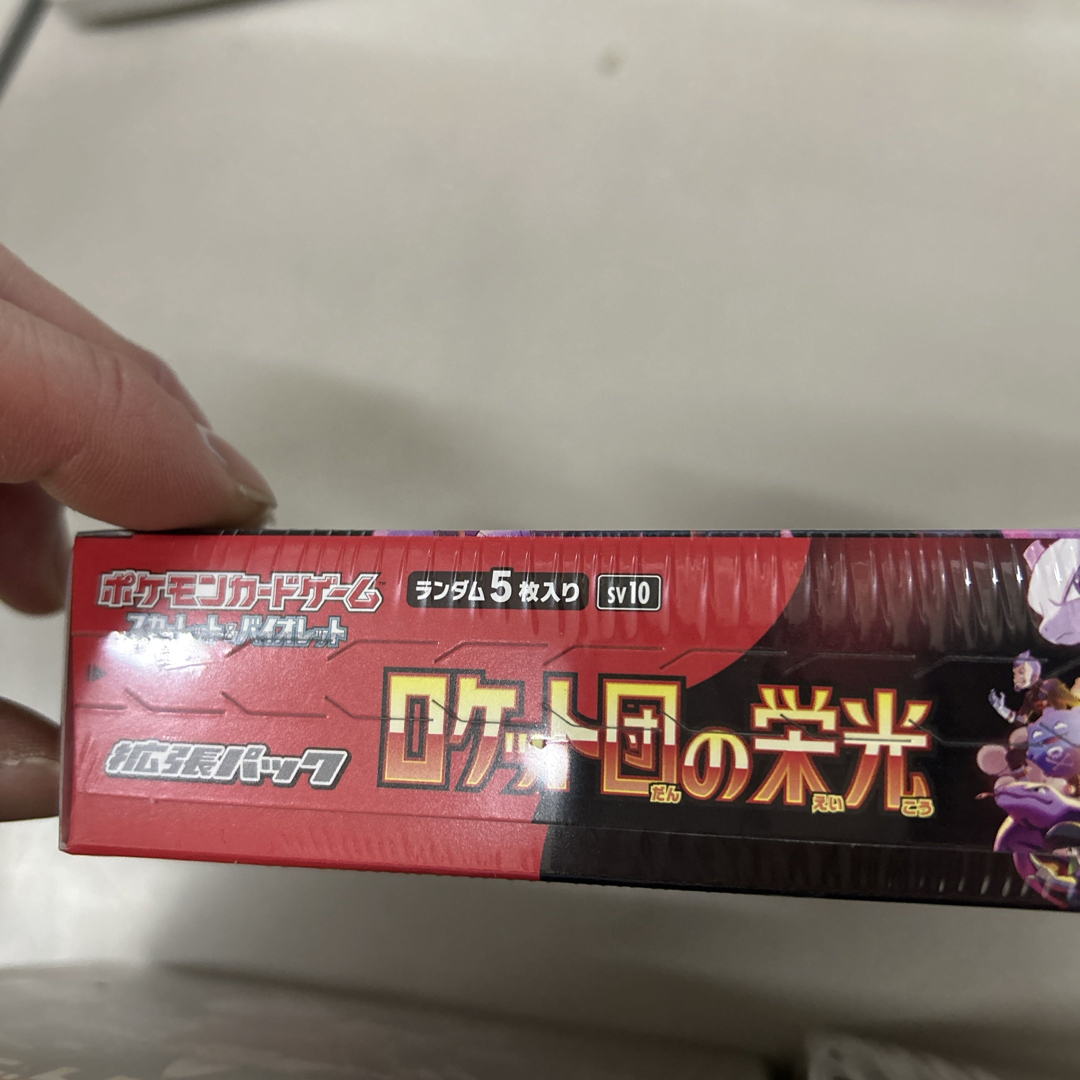 ポケモンカードゲーム™
スカーレット&バイオレット
ランダム5枚入り sv10
拡張パック
ロケット団の栄光
だん えい こう